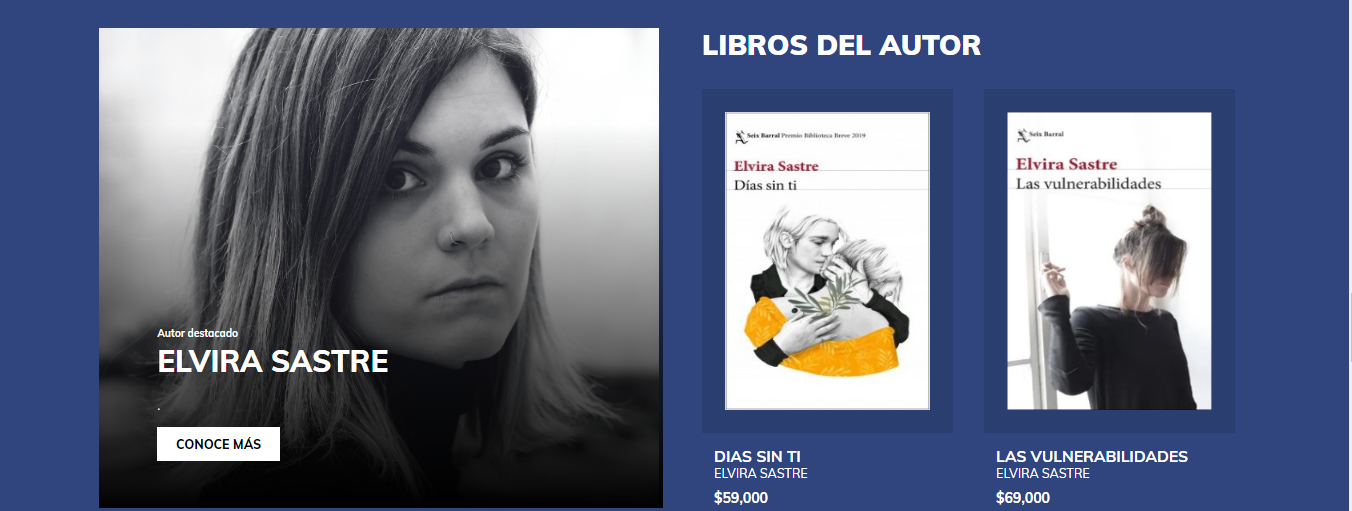 LIBROS DEL AUTOR
Seix Barral Premio Biblioteca Breve 2019
Elvira Sastre
Días sin ti
Seix Barral
Elvira Sastre
Las vulnerabilidades
Autor destacado
ELVIRA SASTRE
.
CONOCE MÁS
DIAS SIN TI
ELVIRA SASTRE
$59,000
LAS VULNERABILIDADES
ELVIRA SASTRE
$69,000